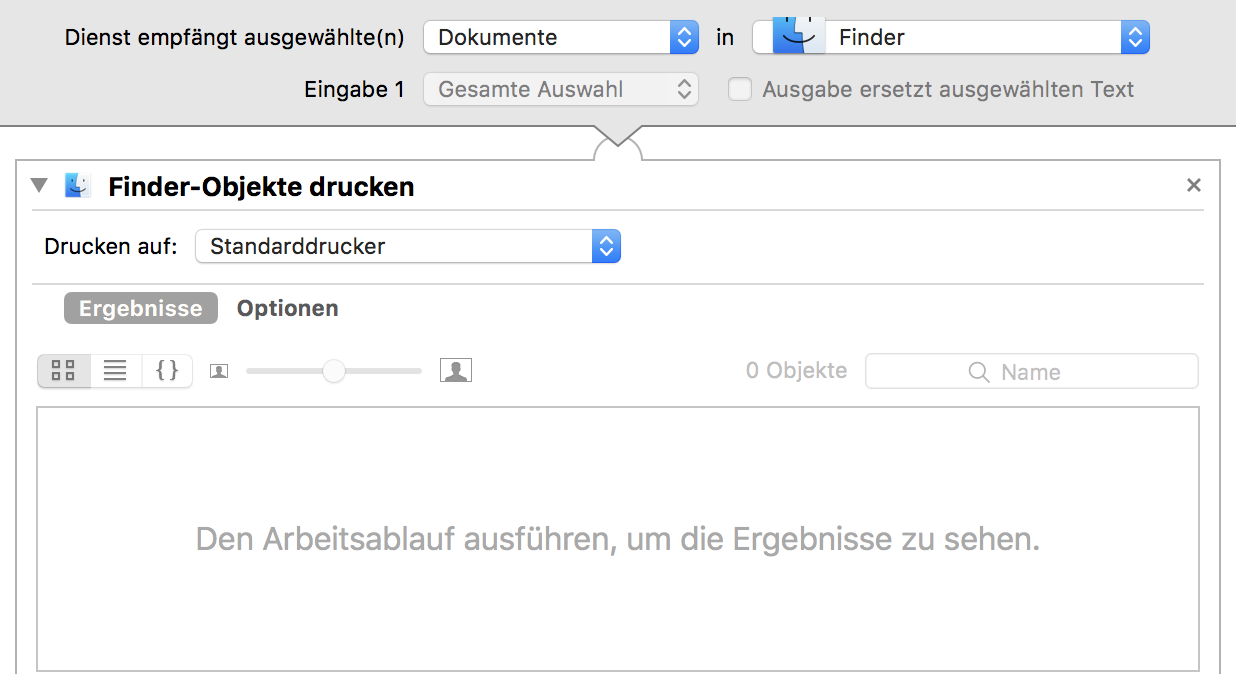 Dienst empfängt ausgewählte(n) Dokumente in Finder
Eingabe 1 Gesamte Auswahl Ausgabe ersetzt ausgewählten Text
Finder-Objekte drucken
Drucken auf: Standarddrucker
Ergebnisse Optionen
0 Objekte Name
Den Arbeitsablauf ausführen, um die Ergebnisse zu sehen.